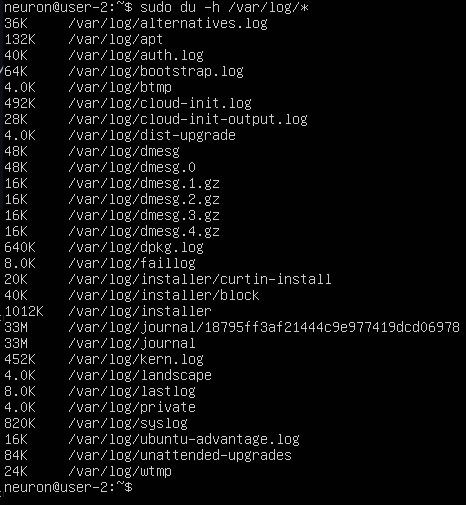 neuron@user-2:~$ sudo du -h /var/log/*
36K /var/log/alternatives.log
132K /var/log/apt
40K /var/log/auth.log
64K /var/log/bootstrap.log
4.0K /var/log/btmp
492K /var/log/cloud-init.log
28K /var/log/cloud-init-output.log
4.0K /var/log/dist-upgrade
48K /var/log/dmesg
48K /var/log/dmesg.0
16K /var/log/dmesg.1.gz
16K /var/log/dmesg.2.gz
16K /var/log/dmesg.3.gz
16K /var/log/dmesg.4.gz
640K /var/log/dpkg.log
8.0K /var/log/faillog
20K /var/log/installer/curtin-install
40K /var/log/installer/block
1012K /var/log/installer
33M /var/log/journal/18795ff3af21444c9e977419dcd06978
33M /var/log/journal
452K /var/log/kern.log
4.0K /var/log/landscape
8.0K /var/log/lastlog
4.0K /var/log/private
820K /var/log/syslog
16K /var/log/ubuntu-advantage.log
84K /var/log/unattended-upgrades
24K /var/log/wtmp
neuron@user-2:~$